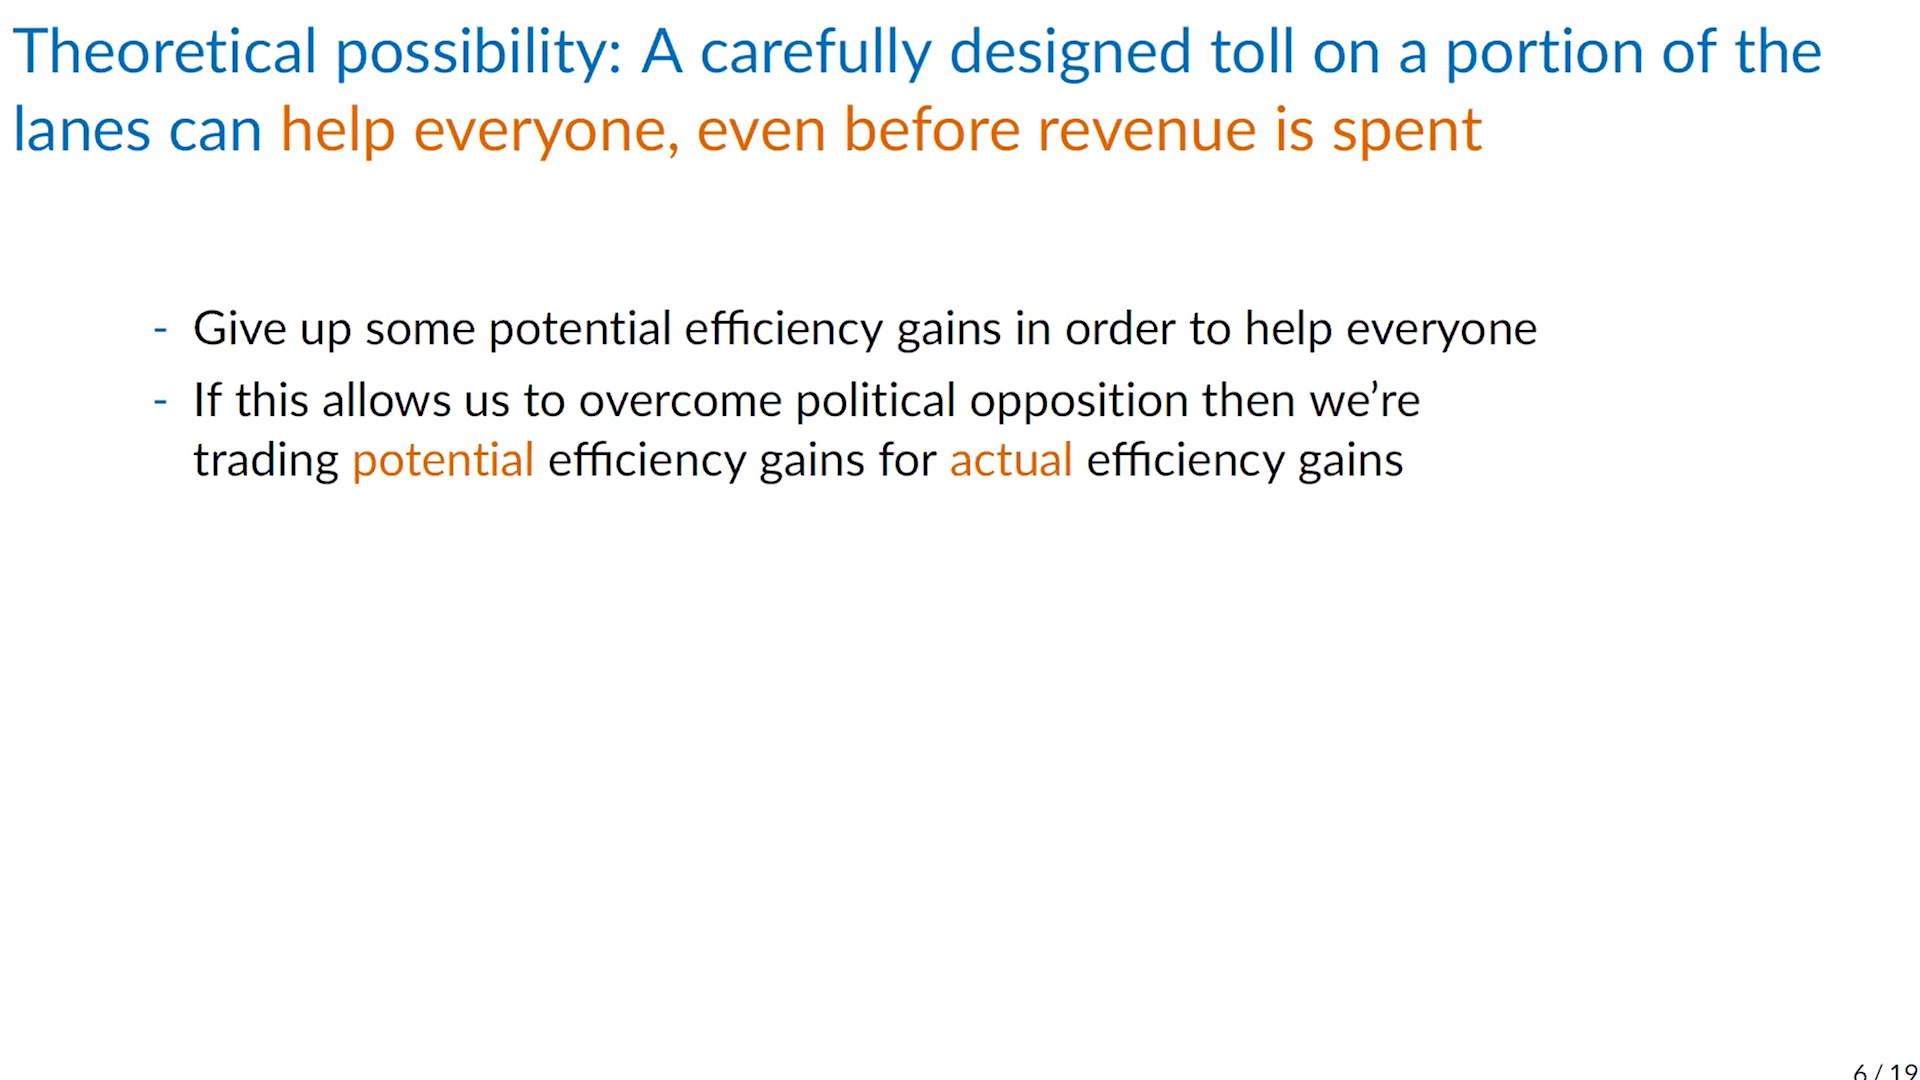 Theoretical possibility: A carefully designed toll on a portion of the
lanes can help everyone, even before revenue is spent
- Give up some potential efficiency gains in order to help everyone
- If this allows us to overcome political opposition then we’re
trading potential efficiency gains for actual efficiency gains
6 / 19